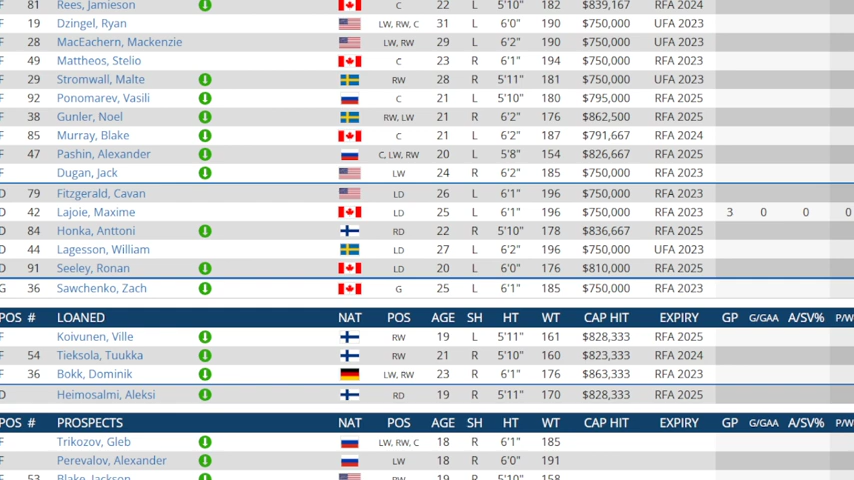 F 81 Rees, Jamieson C 22 L 5'10" 182 $839,167 RFA 2024
F 19 Dzingel, Ryan LW, RW, C 31 L 6'0" 190 $750,000 UFA 2023
F 28 MacEachern, Mackenzie LW, RW 29 L 6'2" 190 $750,000 UFA 2023
F 49 Mattheos, Stelio C 23 R 6'1" 194 $750,000 RFA 2023
F 29 Stromwall, Malte RW 28 R 5'11" 181 $750,000 UFA 2023
F 92 Ponomarev, Vasili C 21 L 5'10" 180 $795,000 RFA 2025
F 38 Gunler, Noel RW, LW 21 R 6'2" 176 $862,500 RFA 2025
F 85 Murray, Blake C 21 L 6'2" 187 $791,667 RFA 2024
F 47 Pashin, Alexander C, LW, RW 20 L 5'8" 154 $826,667 RFA 2025
F Dugan, Jack LW 24 R 6'2" 185 $750,000 RFA 2023
D 79 Fitzgerald, Cavan LD 26 L 6'1" 196 $750,000 RFA 2023
D 42 Lajoie, Maxime LD 25 L 6'1" 196 $750,000 RFA 2023 3 0 0 0
D 84 Honka, Anttoni RD 22 R 5'10" 178 $836,667 RFA 2025
D 44 Lagesson, William LD 27 L 6'2" 196 $750,000 UFA 2023
D 91 Seeley, Ronan LD 20 L 6'0" 176 $810,000 RFA 2025
G 36 Sawchenko, Zach G 25 L 6'1" 185 $750,000 RFA 2023
POS # LOANED NAT POS AGE SH HT WT CAP HIT EXPIRY GP G/GAA A/SV% P/W
F Koivunen, Ville RW 19 L 5'11" 161 $828,333 RFA 2025
F 54 Tieksola, Tuukka RW 21 R 5'10" 160 $823,333 RFA 2024
F 36 Bokk, Dominik LW, RW 23 R 6'1" 176 $863,333 RFA 2023
D Heimosalmi, Aleksi RD 19 R 5'11" 170 $828,333 RFA 2025
POS # PROSPECTS NAT POS AGE SH HT WT CAP HIT EXPIRY GP G/GAA A/SV% P/W
F Trikozov, Gleb LW, RW, C 18 R 6'1" 185
F Perevalov, Alexander LW 18 R 6'0" 191
F 53 Blake, Jackson RW 19 R 5'10" 158